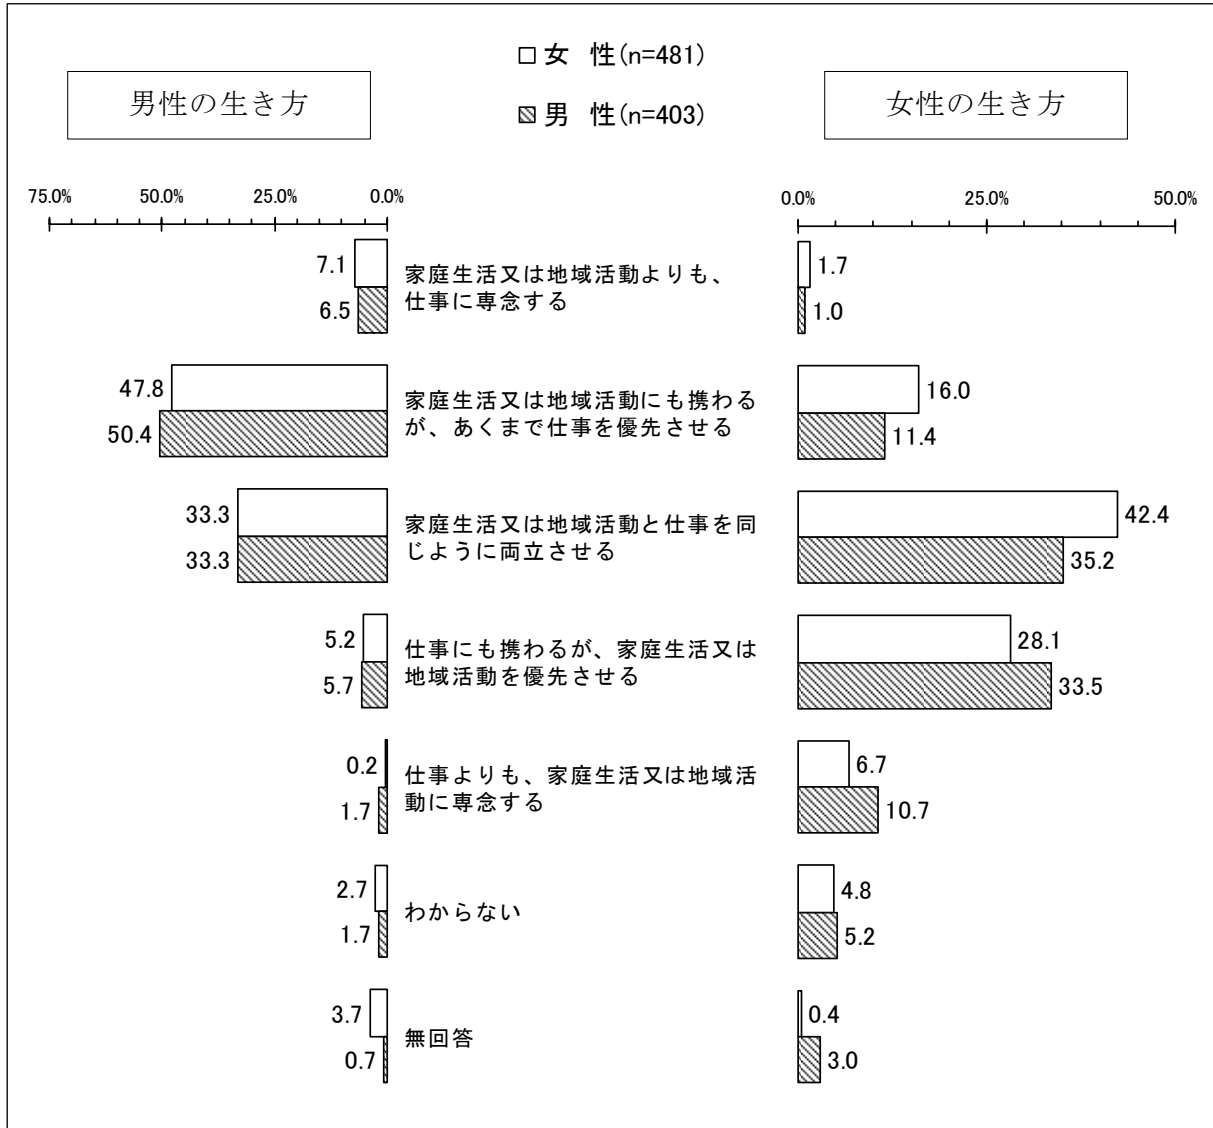 □女　性(n=481)
男性の生き方
女性の生き方
男　性(n=403)
75.0% 50.0% 25.0% 0.0%
0.0% 25.0% 50.0%
7.1
家庭生活又は地域活動よりも、
1.7
6.5
仕事に専念する
1.0
47.8
家庭生活又は地域活動にも携わる
16.0
50.4
が、あくまで仕事を優先させる
11.4
33.3
家庭生活又は地域活動と仕事を同
42.4
33.3
じように両立させる
35.2
5.2
仕事にも携わるが、家庭生活又は
28.1
5.7
地域活動を優先させる
33.5
0.2
仕事よりも、家庭生活又は地域活
6.7
1.7
動に専念する
10.7
2.7
わからない
4.8
1.7
5.2
3.7
無回答
0.4
0.7
3.0